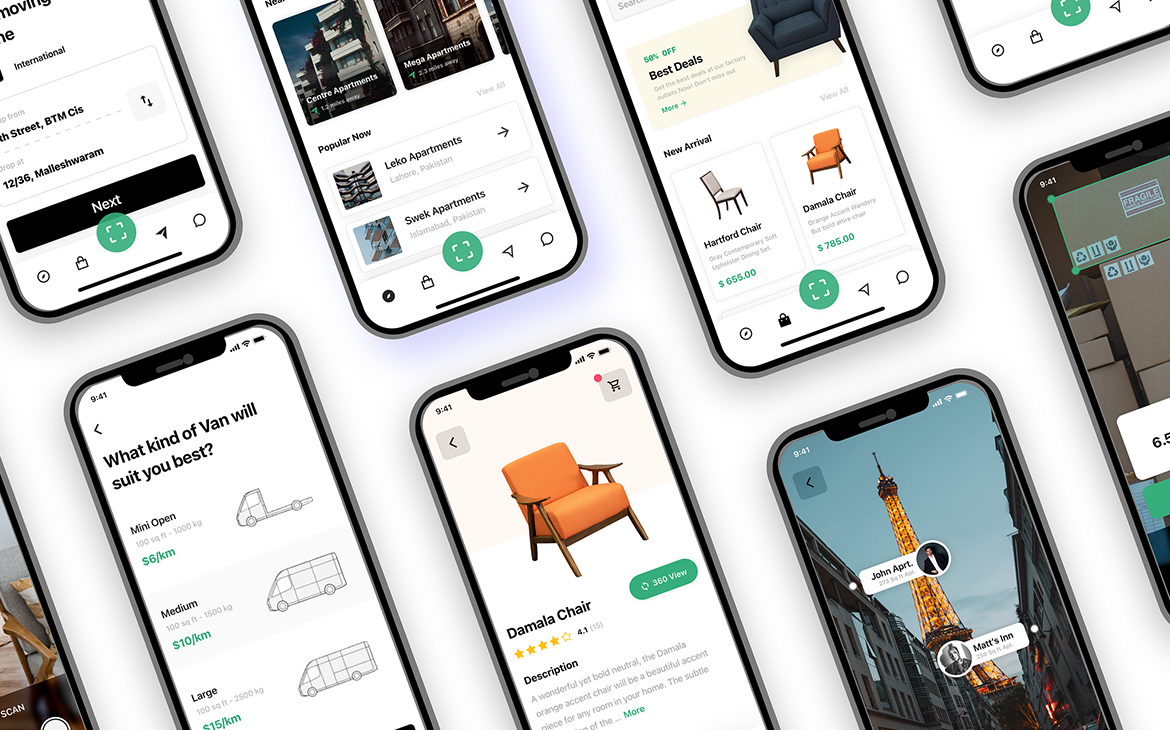 moving
International
th Street, BTM Cis
Drop at
12/36, Malleshwaram
Next
Centre Apartments
1.2 miles away
Mega Apartments
2.3 miles away
View All
Popular Now
Leko Apartments
Lahore, Pakistan
Swek Apartments
Islamabad, Pakistan
50% OFF
Best Deals
Get the best deals at our factory
outlets Now! Don't miss out
More →
View All
New Arrival
Hartford Chair
Gray Contemporary Soft
Upholster Dining Set.
$ 655.00
Damala Chair
Orange Accent Wandery
But bold attire chair
$ 785.00
9:41
FRAGILE
6.5
SCAN
9:41
What kind of Van will
suit you best?
Mini Open
100 sq ft - 1000 kg
$6/km
Medium
100 sq ft - 1500 kg
$10/km
Large
100 sq ft - 2500 kg
$15/km
9:41
360 View
Damala Chair
4.1 (15)
Description
A wonderful yet bold neutral, the Damala
orange accent chair will be a beautiful accent
piece for any room in your home. The subtle
of the ... More
9:41
John Aprt.
273 Sq ft Apt.
Matt's Inn
250 Sq ft Apt.